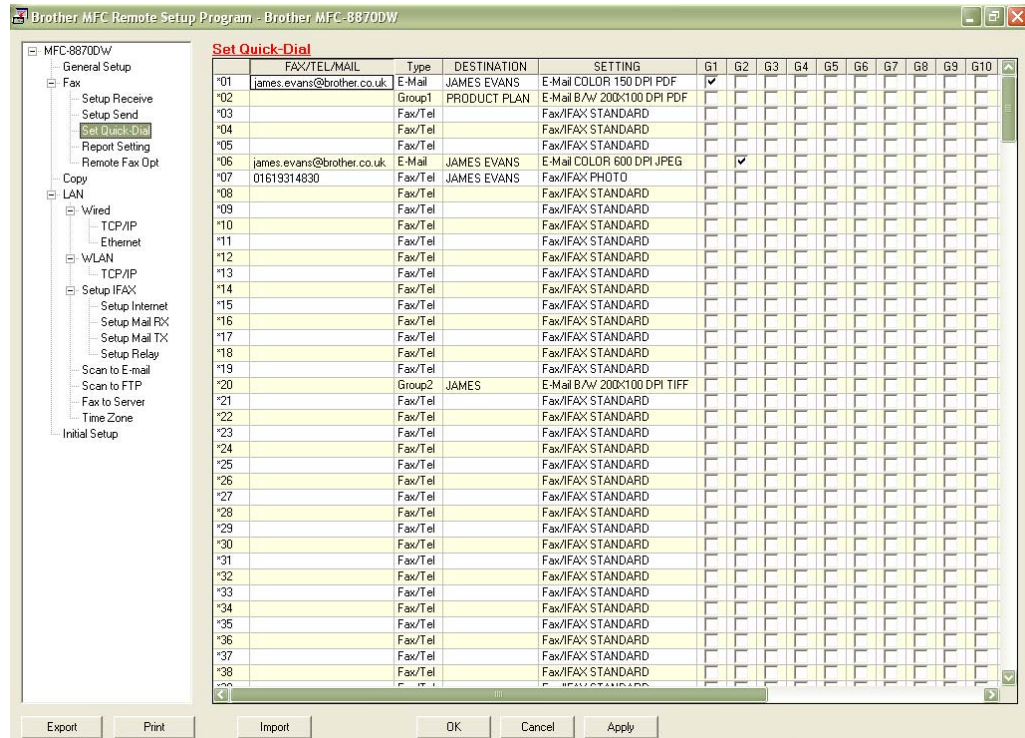 Brother MFC Remote Setup Program - Brother MFC-8870DW
MFC-8870DW
General Setup
Fax
Setup Receive
Setup Send
Set Quick-Dial
Report Setting
Remote Fax Opt
Copy
LAN
Wired
TCP/IP
Ethernet
WLAN
TCP/IP
Setup IFAX
Setup Internet
Setup Mail RX
Setup Mail TX
Setup Relay
Scan to E-mail
Scan to FTP
Fax to Server
Time Zone
Initial Setup
Set Quick-Dial
FAX/TEL/MAIL Type DESTINATION SETTING G1 G2 G3 G4 G5 G6 G7 G8 G9 G10
*01 james.evans@brother.co.uk E-Mail JAMES EVANS E-Mail COLOR 150 DPI PDF
*02 Group1 PRODUCT PLAN E-Mail B/W 200X100 DPI PDF
*03 Fax/Tel Fax/IFAX STANDARD
*04 Fax/Tel Fax/IFAX STANDARD
*05 Fax/Tel Fax/IFAX STANDARD
*06 james.evans@brother.co.uk E-Mail JAMES EVANS E-Mail COLOR 600 DPI JPEG
*07 01619314830 Fax/Tel JAMES EVANS Fax/IFAX PHOTO
*08 Fax/Tel Fax/IFAX STANDARD
*09 Fax/Tel Fax/IFAX STANDARD
*10 Fax/Tel Fax/IFAX STANDARD
*11 Fax/Tel Fax/IFAX STANDARD
*12 Fax/Tel Fax/IFAX STANDARD
*13 Fax/Tel Fax/IFAX STANDARD
*14 Fax/Tel Fax/IFAX STANDARD
*15 Fax/Tel Fax/IFAX STANDARD
*16 Fax/Tel Fax/IFAX STANDARD
*17 Fax/Tel Fax/IFAX STANDARD
*18 Fax/Tel Fax/IFAX STANDARD
*19 Fax/Tel Fax/IFAX STANDARD
*20 Group2 JAMES E-Mail B/W 200X100 DPI TIFF
*21 Fax/Tel Fax/IFAX STANDARD
*22 Fax/Tel Fax/IFAX STANDARD
*23 Fax/Tel Fax/IFAX STANDARD
*24 Fax/Tel Fax/IFAX STANDARD
*25 Fax/Tel Fax/IFAX STANDARD
*26 Fax/Tel Fax/IFAX STANDARD
*27 Fax/Tel Fax/IFAX STANDARD
*28 Fax/Tel Fax/IFAX STANDARD
*29 Fax/Tel Fax/IFAX STANDARD
*30 Fax/Tel Fax/IFAX STANDARD
*31 Fax/Tel Fax/IFAX STANDARD
*32 Fax/Tel Fax/IFAX STANDARD
*33 Fax/Tel Fax/IFAX STANDARD
*34 Fax/Tel Fax/IFAX STANDARD
*35 Fax/Tel Fax/IFAX STANDARD
*36 Fax/Tel Fax/IFAX STANDARD
*37 Fax/Tel Fax/IFAX STANDARD
*38 Fax/Tel Fax/IFAX STANDARD
Export Print Import OK Cancel Apply